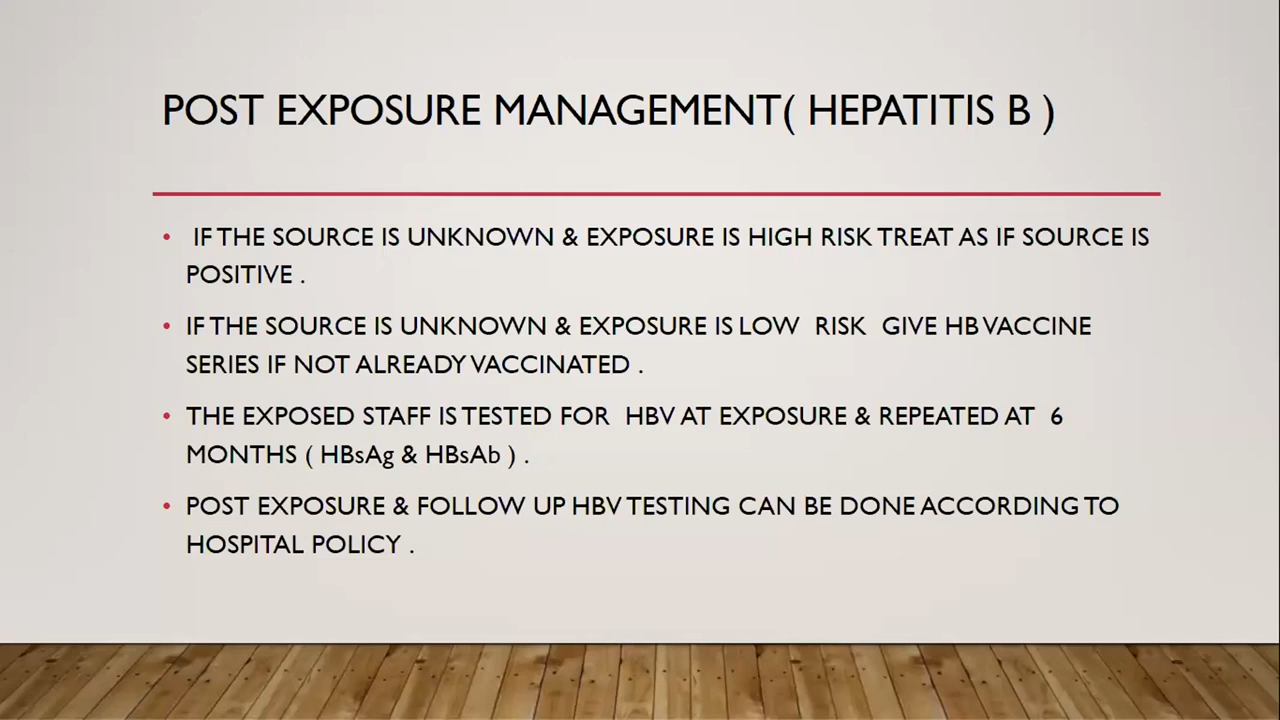 POST EXPOSURE MANAGEMENT( HEPATITIS B )
• IF THE SOURCE IS UNKNOWN & EXPOSURE IS HIGH RISK TREAT AS IF SOURCE IS
POSITIVE .
• IF THE SOURCE IS UNKNOWN & EXPOSURE IS LOW RISK GIVE HB VACCINE
SERIES IF NOT ALREADY VACCINATED .
• THE EXPOSED STAFF IS TESTED FOR HBV AT EXPOSURE & REPEATED AT 6
MONTHS ( HBsAg & HBsAb ) .
• POST EXPOSURE & FOLLOW UP HBV TESTING CAN BE DONE ACCORDING TO
HOSPITAL POLICY .